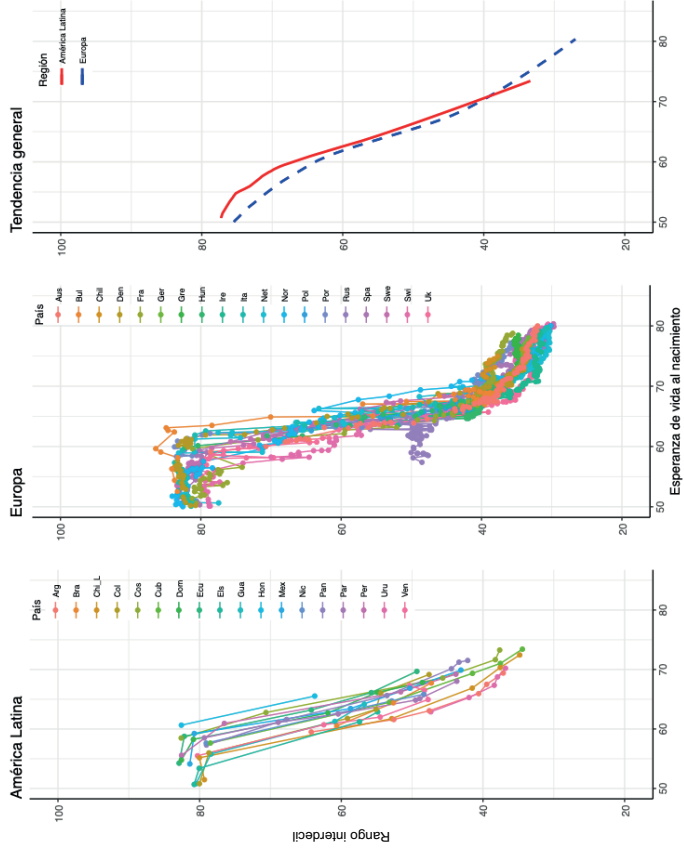 América Latina
País
Arg
Bra
Chi_L
Col
Cos
Cub
Dom
Ecu
Els
Gua
Hon
Mex
Nic
Pan
Par
Per
Uru
Ven
Rango interdecil
100
80
60
40
20
50
60
70
80
Europa
País
Aus
Bul
Chil
Den
Fra
Ger
Gre
Hun
Ire
Ita
Net
Nor
Pol
Por
Rus
Spa
Swe
Swi
Uk
100
80
60
40
20
50
60
70
80
Esperanza de vida al nacimiento
Tendencia general
Región
América Latina
Europa
100
80
60
40
20
50
60
70
80